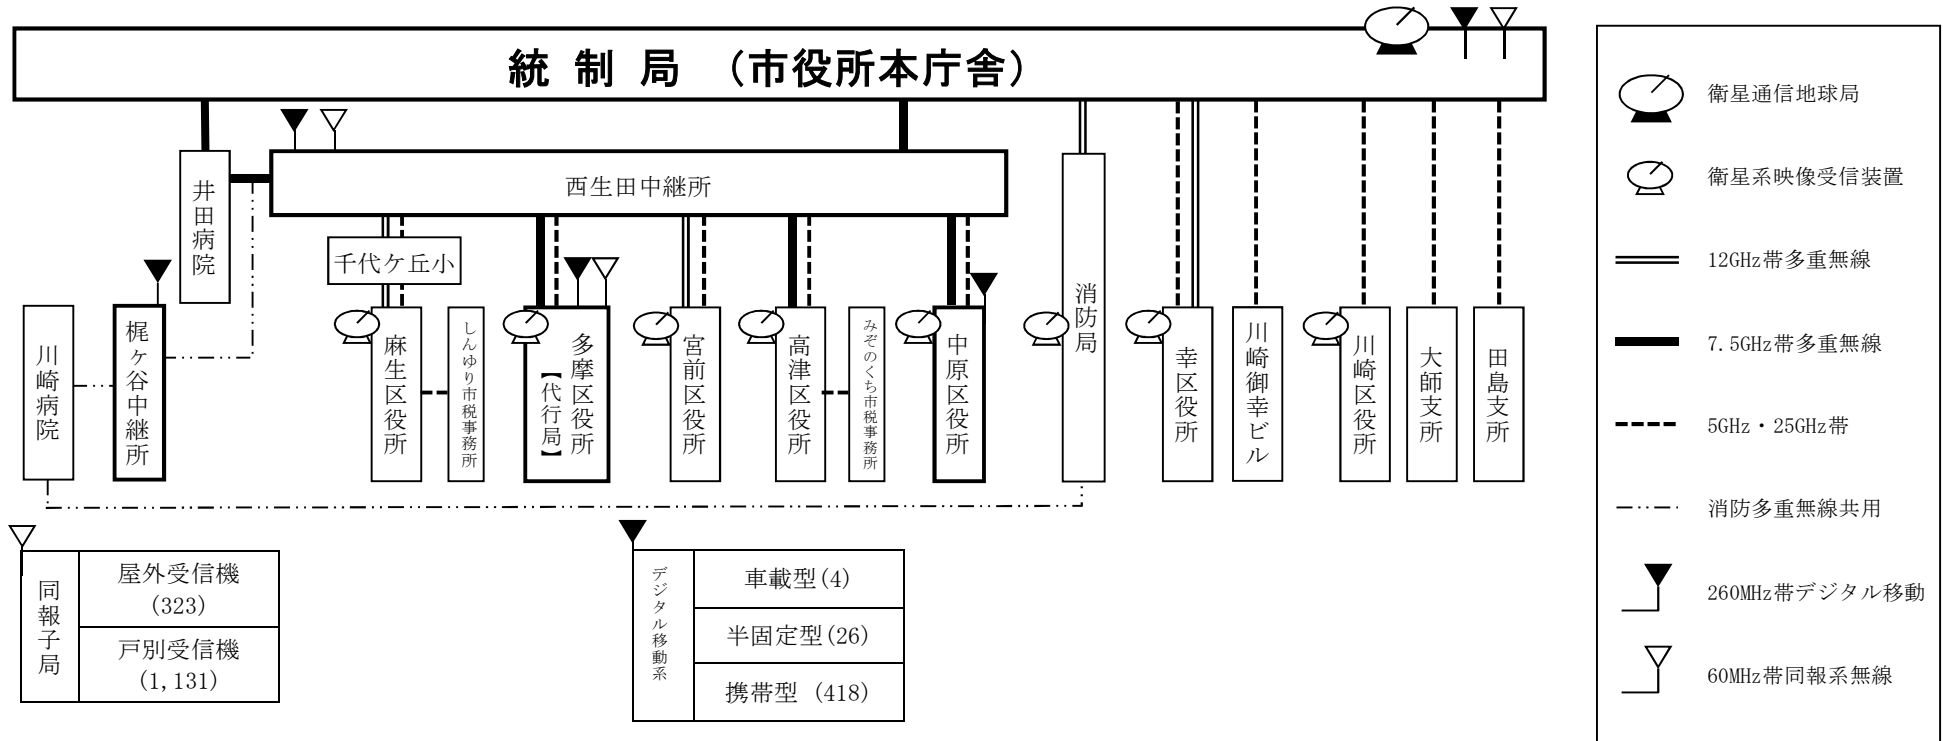 統制局 （市役所本庁舎）
西生田中継所
井田病院
千代ケ丘小
川崎病院
梶ヶ谷中継所
麻生区役所
しんゆり市税事務所
多摩区役所
【代行局】
宮前区役所
高津区役所
みぞのくち市税事務所
中原区役所
消防局
幸区役所
川崎御幸ビル
川崎区役所
大師支所
田島支所
同報子局
屋外受信機
(323)
戸別受信機
(1,131)
デジタル移動系
車載型(4)
半固定型(26)
携帯型 (418)
衛星通信地球局
衛星系映像受信装置
12GHz帯多重無線
7.5GHz帯多重無線
5GHz・25GHz帯
消防多重無線共用
260MHz帯デジタル移動
60MHz帯同報系無線